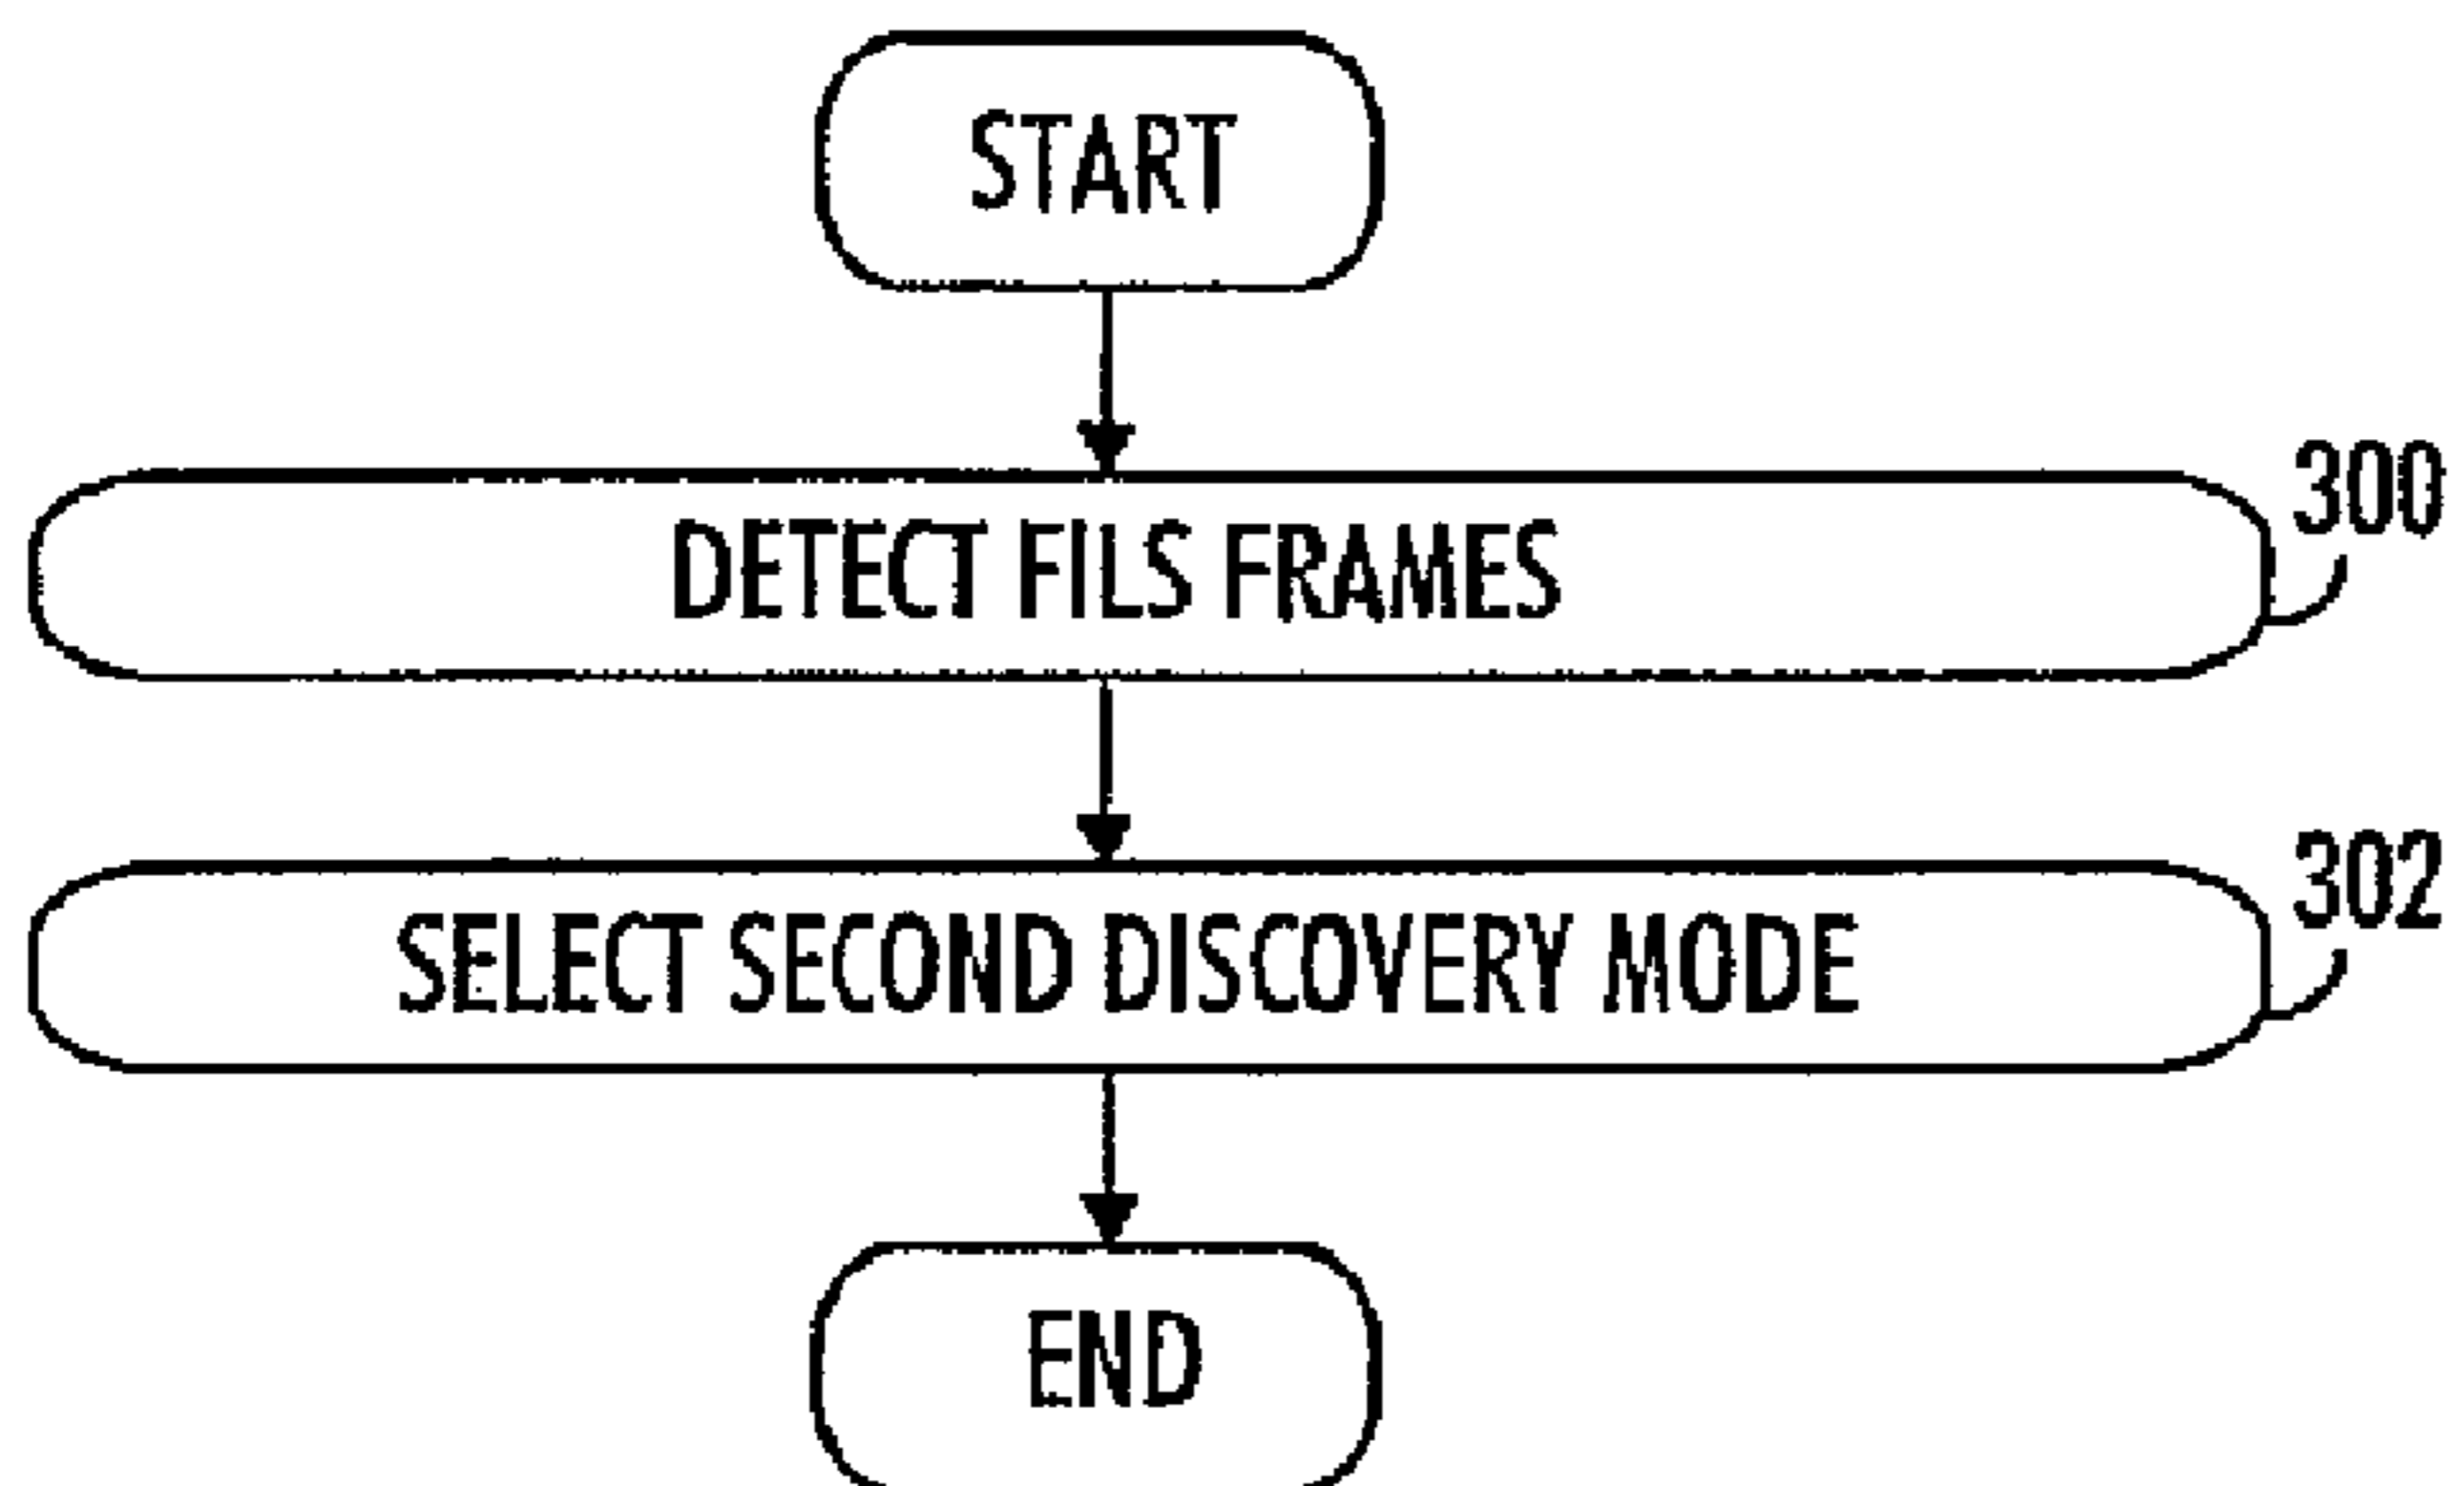 START
300
DETECT FILS FRAMES
302
SELECT SECOND DISCOVERY MODE
END